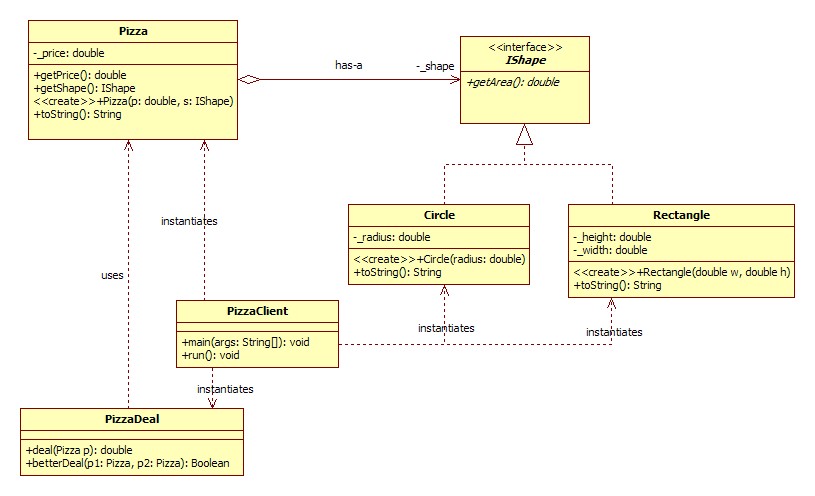 Pizza
-_price: double
+getPrice(): double
+getShape(): IShape
<<create>>+Pizza(p: double, s: IShape)
+toString(): String
has-a
-_shape
<<interface>>
IShape
+getArea(): double
instantiates
uses
Circle
-_radius: double
<<create>>+Circle(radius: double)
+toString(): String
Rectangle
-_height: double
-_width: double
<<create>>+Rectangle(double w, double h)
+toString(): String
PizzaClient
+main(args: String[]): void
+run(): void
instantiates
instantiates
instantiates
PizzaDeal
+deal(Pizza p): double
+betterDeal(p1: Pizza, p2: Pizza): Boolean